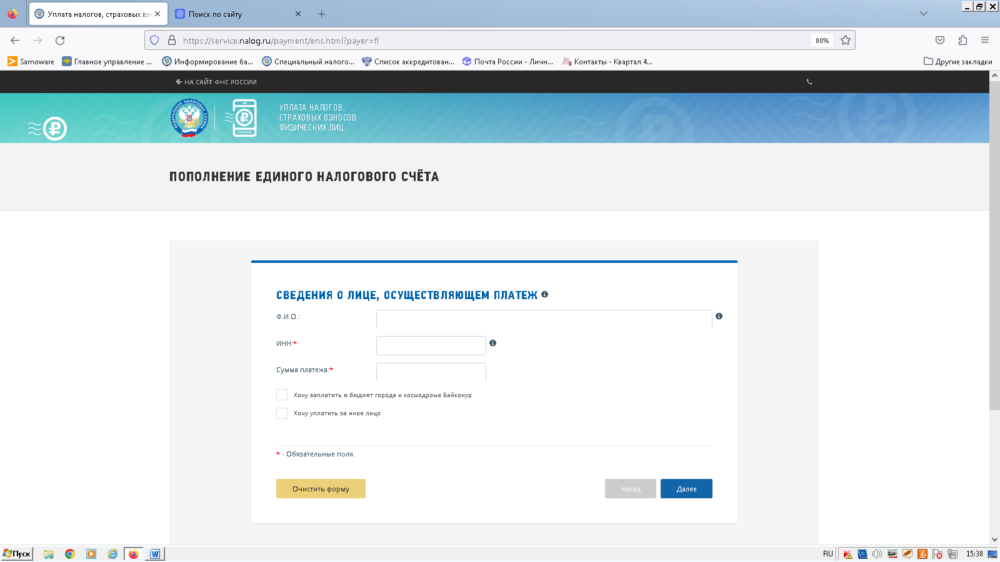 Уплата налогов, страховых взн
Поиск по сайту
https://service.nalog.ru/payment/ens.html?payer=fl
80%
Samoware
Главное управление ...
Информирование ба...
Специальный налого...
Список аккредитован...
Почта России - Личн...
Контакты - Квартал 4...
Другие закладки
НА САЙТ ФНС РОССИИ
УПЛАТА НАЛОГОВ,
СТРАХОВЫХ ВЗНОСОВ
ФИЗИЧЕСКИХ ЛИЦ
ПОПОЛНЕНИЕ ЕДИНОГО НАЛОГОВОГО СЧЁТА
СВЕДЕНИЯ О ЛИЦЕ, ОСУЩЕСТВЛЯЮЩЕМ ПЛАТЕЖ
Ф.И.О.:
ИНН:*
Сумма платежа:*
Хочу заплатить в бюджет города и космодрома Байконур
Хочу уплатить за иное лицо
* - Обязательные поля.
Очистить форму
Назад
Далее
Пуск
RU
15:38